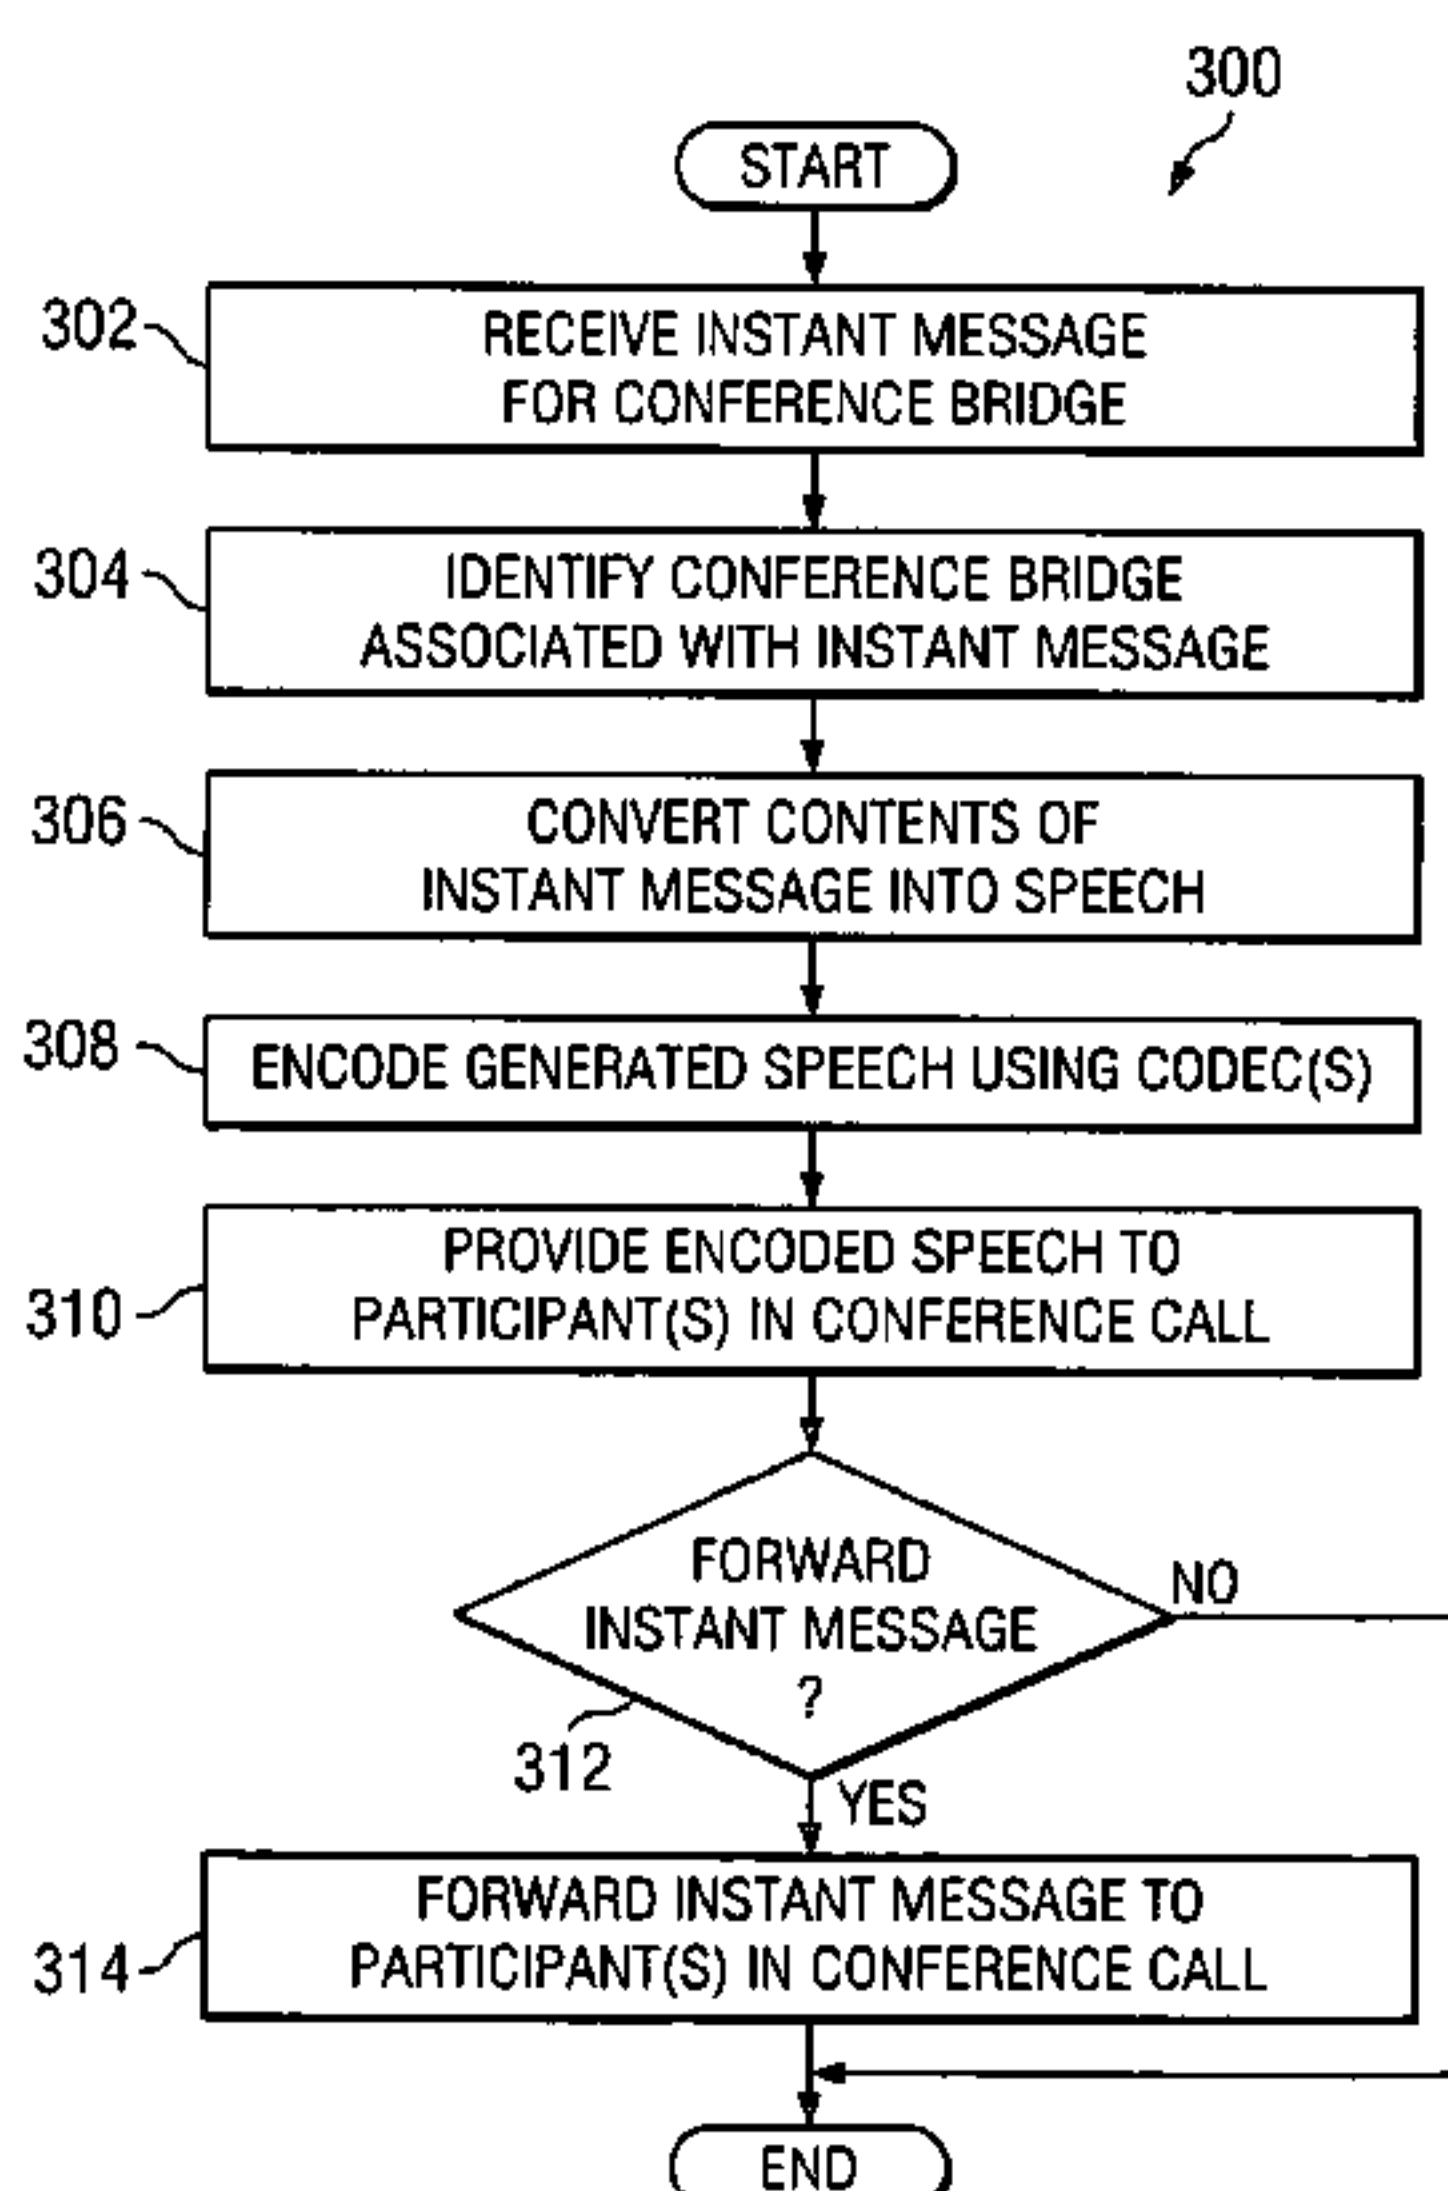 300
START
302
RECEIVE INSTANT MESSAGE
FOR CONFERENCE BRIDGE
304
IDENTIFY CONFERENCE BRIDGE
ASSOCIATED WITH INSTANT MESSAGE
306
CONVERT CONTENTS OF
INSTANT MESSAGE INTO SPEECH
308
ENCODE GENERATED SPEECH USING CODEC(S)
310
PROVIDE ENCODED SPEECH TO
PARTICIPANT(S) IN CONFERENCE CALL
FORWARD
INSTANT MESSAGE
?
NO
312
YES
314
FORWARD INSTANT MESSAGE TO
PARTICIPANT(S) IN CONFERENCE CALL
END